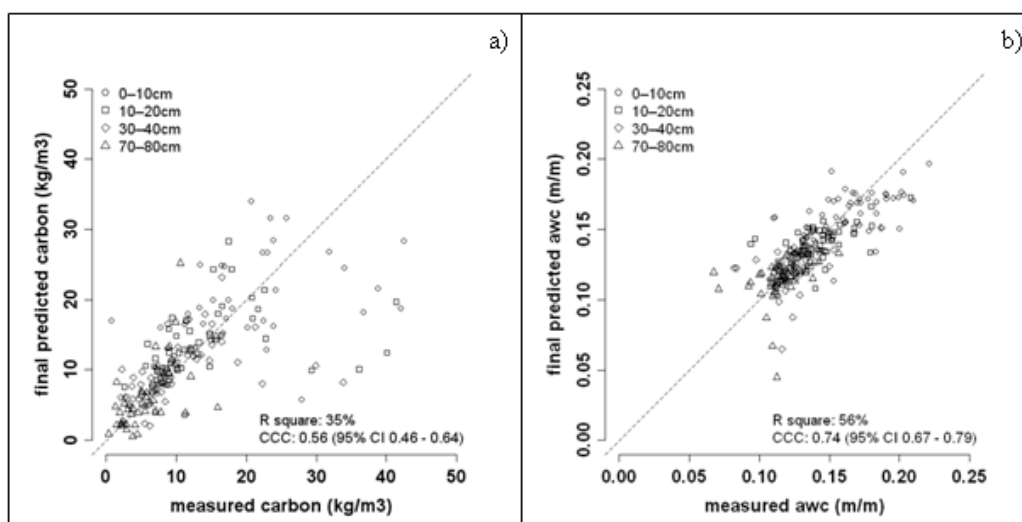 a)
final predicted carbon (kg/m3)
50
40
30
20
10
0
0–10cm
10–20cm
30–40cm
70–80cm
R square: 35%
CCC: 0.56 (95% CI 0.46 - 0.64)
0 10 20 30 40 50
measured carbon (kg/m3)
b)
final predicted awc (m/m)
0.25
0.20
0.15
0.10
0.05
0.00
0–10cm
10–20cm
30–40cm
70–80cm
R square: 56%
CCC: 0.74 (95% CI 0.67 - 0.79)
0.00 0.05 0.10 0.15 0.20 0.25
measured awc (m/m)